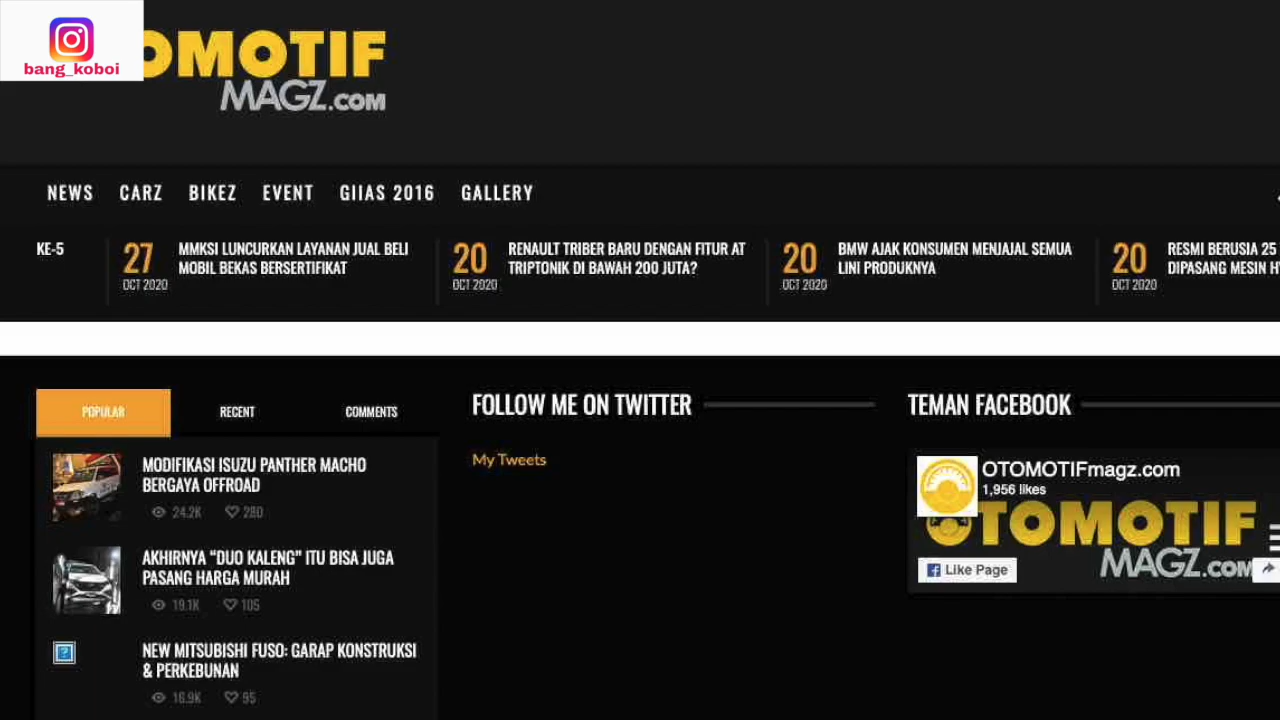 bang_koboi
OMOTIF
MAGZ.COM
NEWS CARZ BIKEZ EVENT GIIAS 2016 GALLERY
KE-5
27
OCT 2020
MMKSI LUNCURKAN LAYANAN JUAL BELI
MOBIL BEKAS BERSERTIFIKAT
20
OCT 2020
RENAULT TRIBER BARU DENGAN FITUR AT
TRIPTONIK DI BAWAH 200 JUTA?
20
OCT 2020
BMW AJAK KONSUMEN MENJAJAL SEMUA
LINI PRODUKNYA
20
OCT 2020
RESMI BERUSIA 25
DIPASANG MESIN H
POPULAR RECENT COMMENTS
MODIFIKASI ISUZU PANTHER MACHO
BERGAYA OFFROAD
24.2K 280
AKHIRNYA “DUO KALENG” ITU BISA JUGA
PASANG HARGA MURAH
19.1K 105
NEW MITSUBISHI FUSO: GARAP KONSTRUKSI
& PERKEBUNAN
16.9K 95
FOLLOW ME ON TWITTER
My Tweets
TEMAN FACEBOOK
OTOMOTIFmagz.com
1,956 likes
OTOMOTIF
MAGZ.COM
Like Page